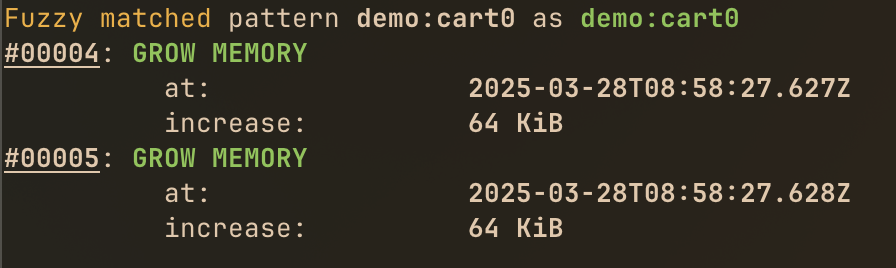 Fuzzy matched pattern demo:cart0 as demo:cart0
#00004: GROW MEMORY
at: 2025-03-28T08:58:27.627Z
increase: 64 KiB
#00005: GROW MEMORY
at: 2025-03-28T08:58:27.628Z
increase: 64 KiB